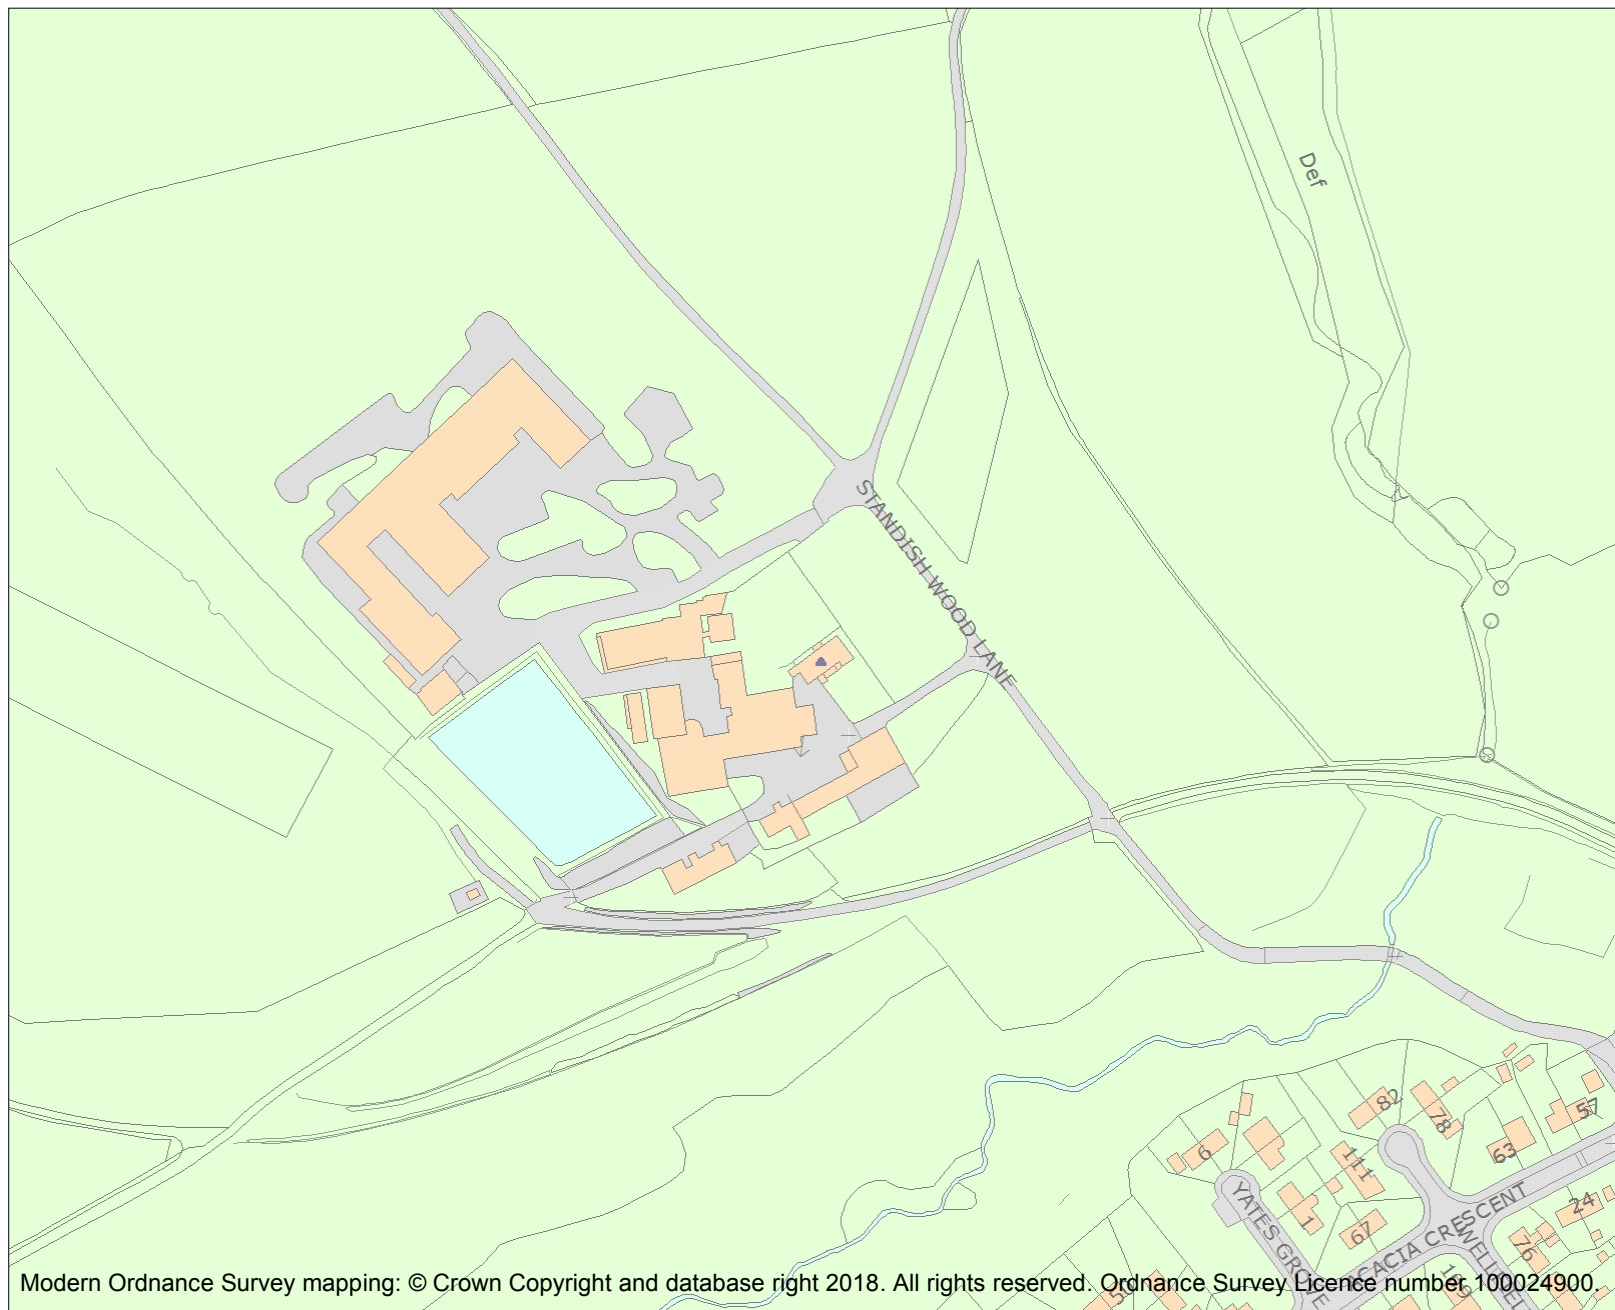 Def
STANDISH WOOD LANE
82
78
57
6
111
63
1
67
24
YATES GROVE
ACACIA CRESCENT
76
Modern Ordnance Survey mapping: © Crown Copyright and database right 2018. All rights reserved. Ordnance Survey Licence number 100024900.